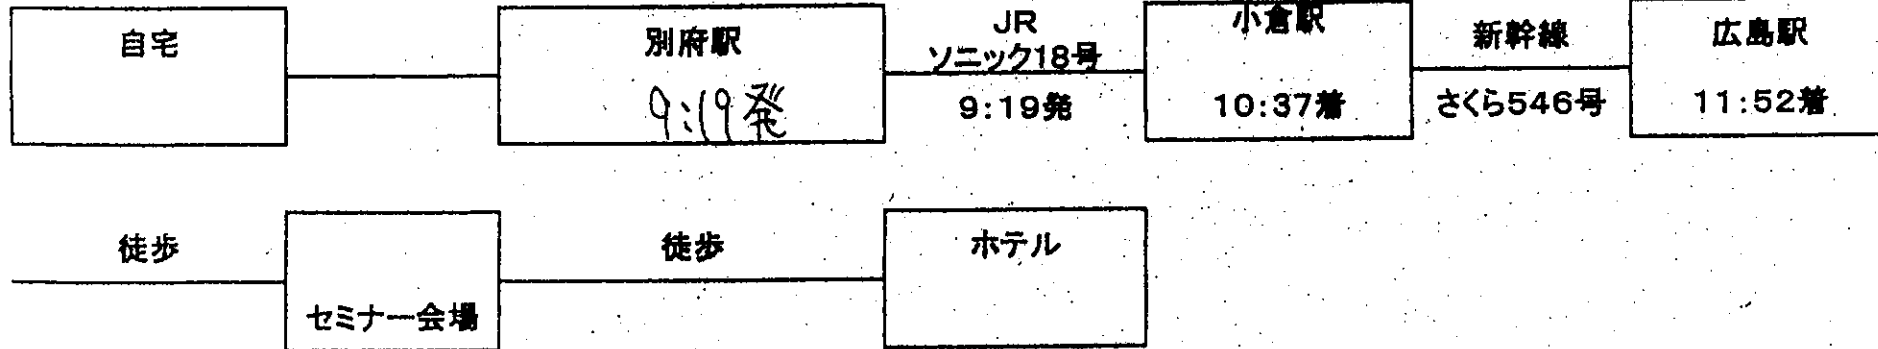 自宅
別府駅
9:19発
JR
ソニック18号
9:19発
小倉駅
10:37着
新幹線
さくら546号
広島駅
11:52着
徒歩
セミナー会場
徒歩
ホテル